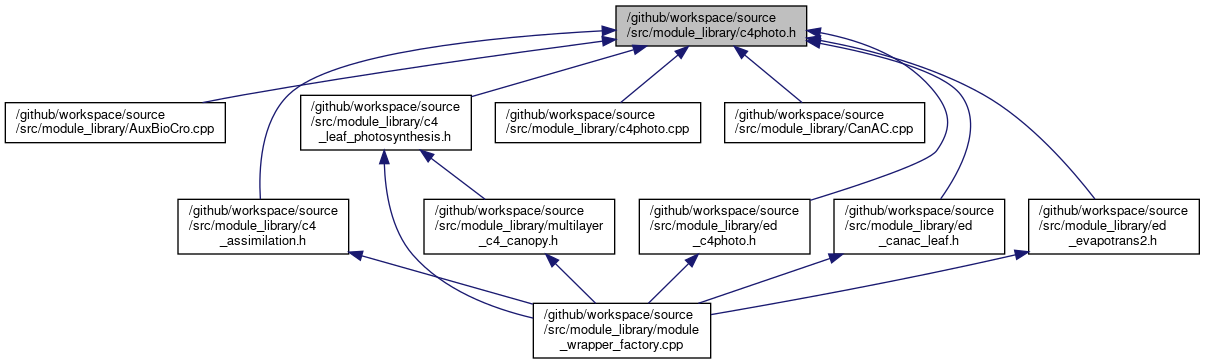 /github/workspace/source
/src/module_library/c4photo.h
/github/workspace/source
/src/module_library/AuxBioCro.cpp
/github/workspace/source
/src/module_library/c4
_leaf_photosynthesis.h
/github/workspace/source
/src/module_library/c4photo.cpp
/github/workspace/source
/src/module_library/CanAC.cpp
/github/workspace/source
/src/module_library/c4
_assimilation.h
/github/workspace/source
/src/module_library/multilayer
_c4_canopy.h
/github/workspace/source
/src/module_library/ed
_c4photo.h
/github/workspace/source
/src/module_library/ed
_canac_leaf.h
/github/workspace/source
/src/module_library/ed
_evapotrans2.h
/github/workspace/source
/src/module_library/module
_wrapper_factory.cpp